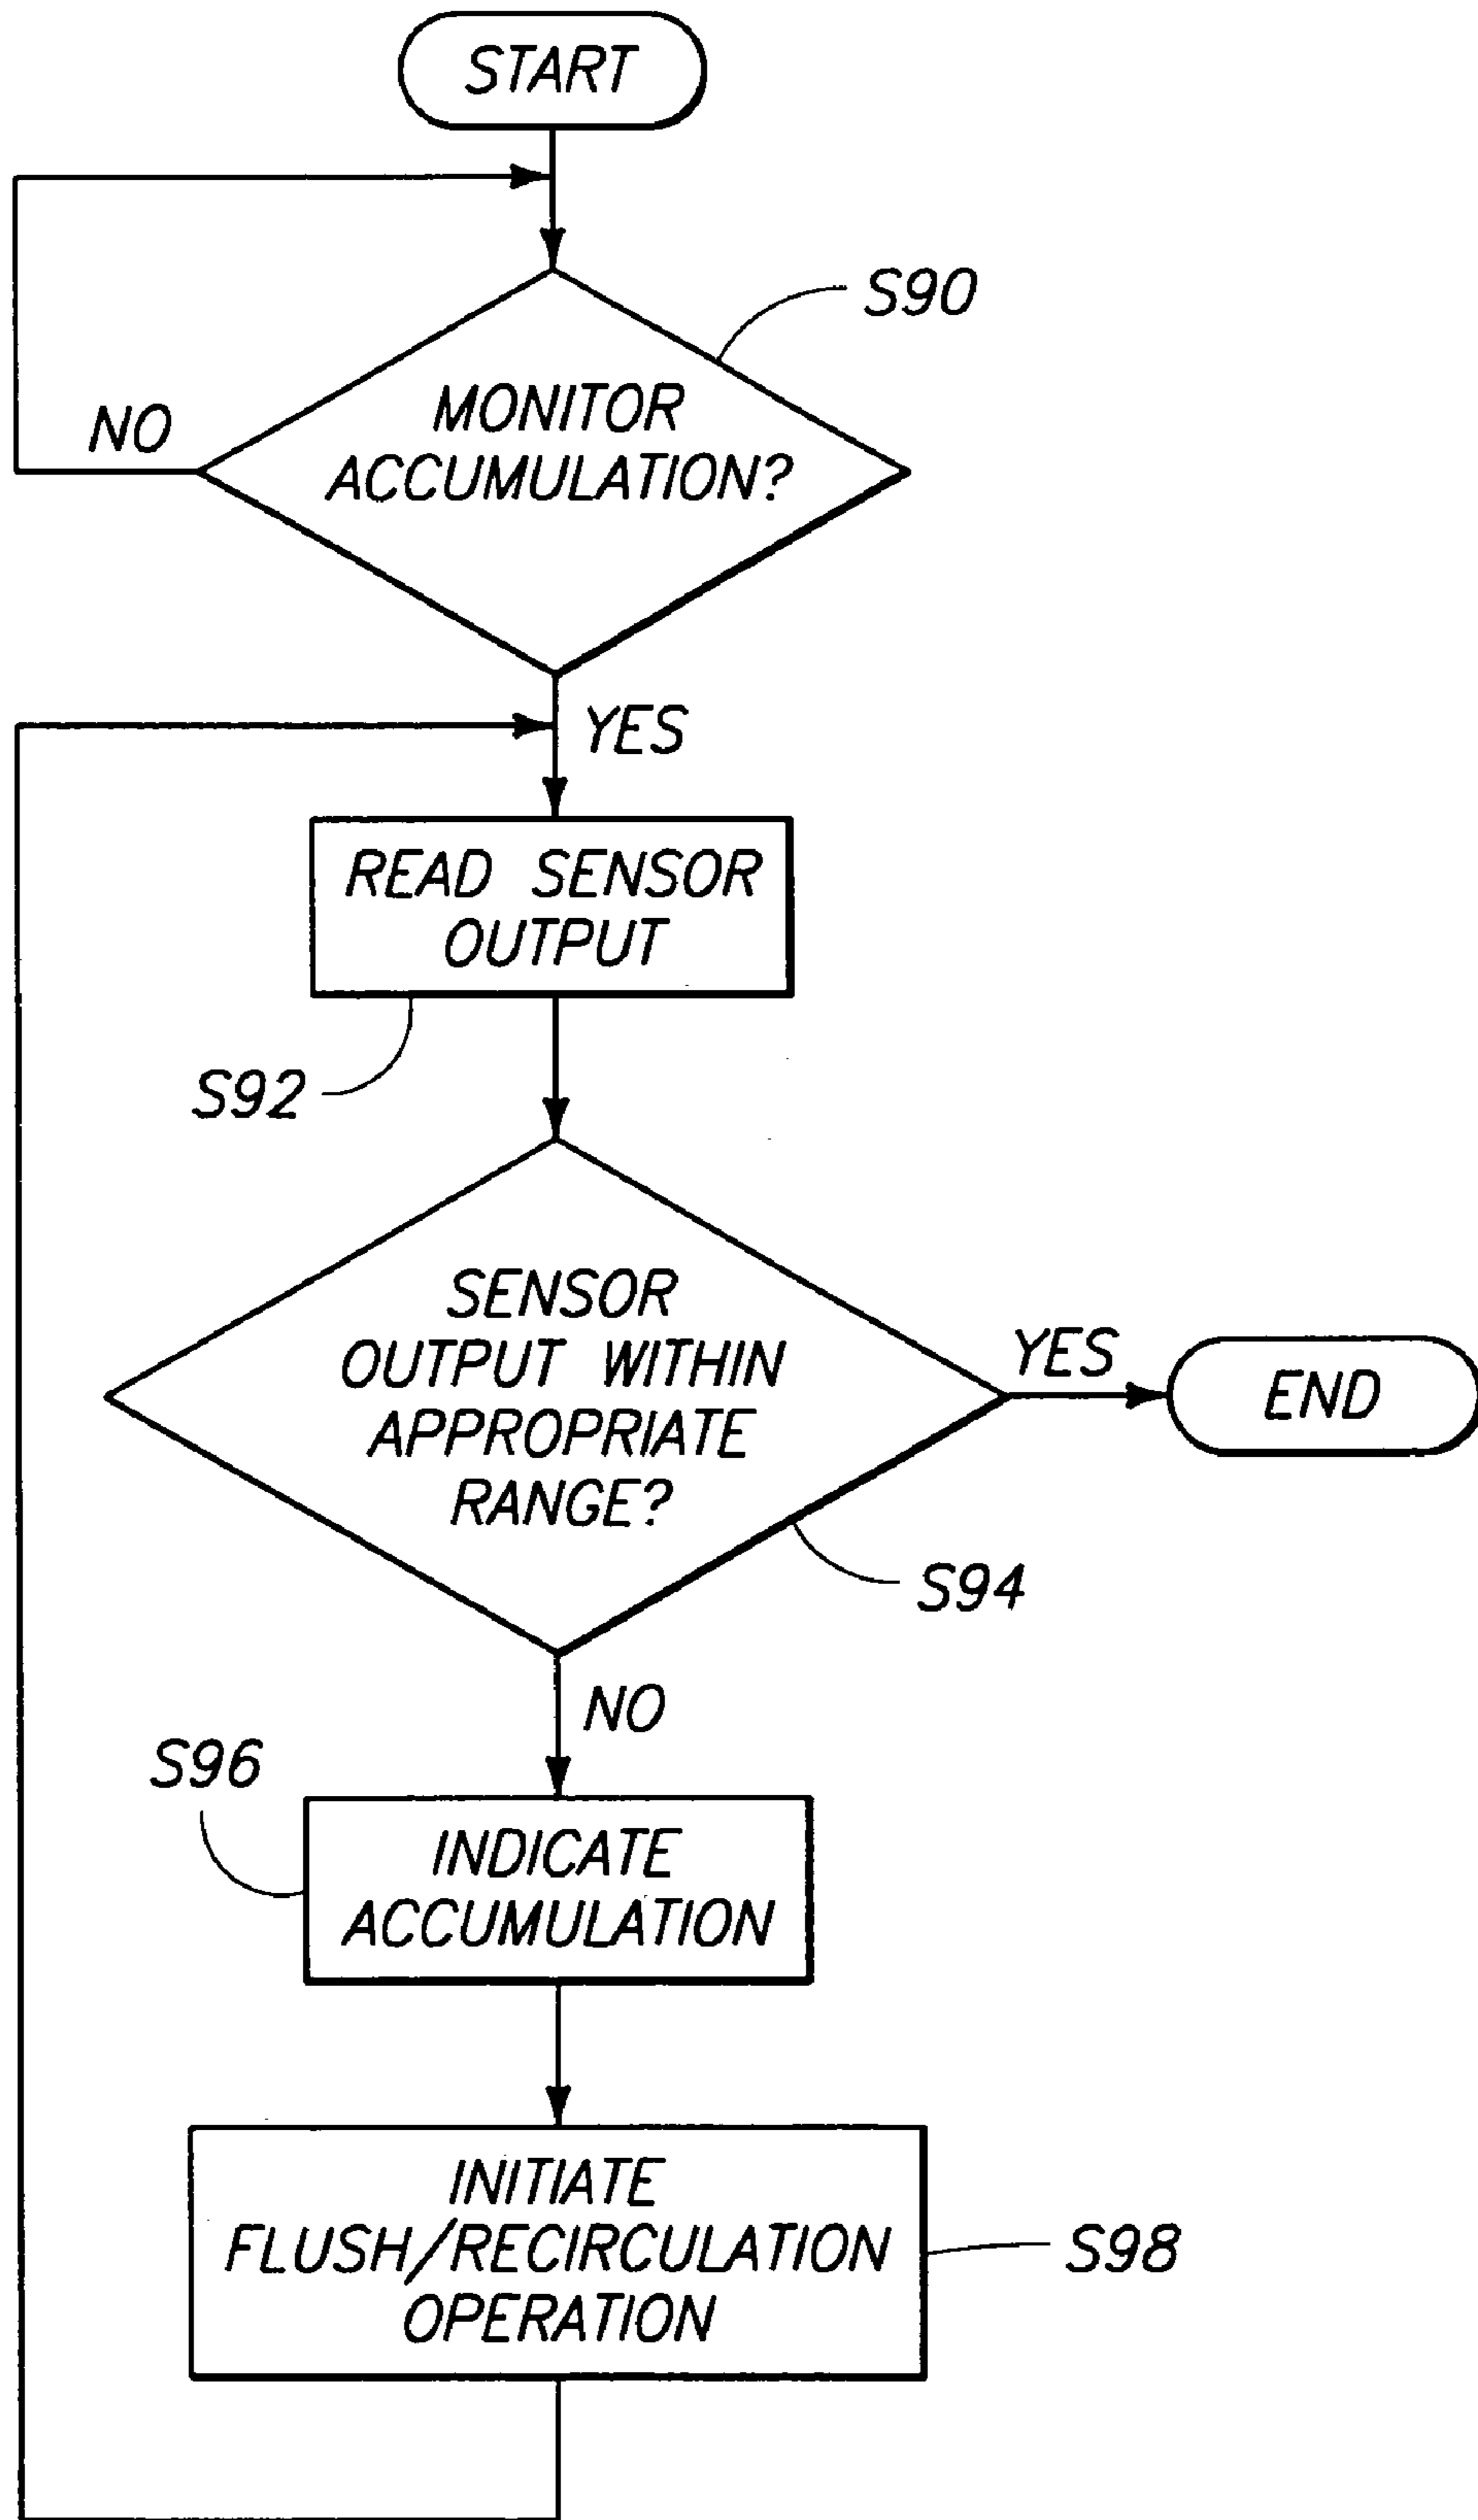 START
S90
MONITOR
ACCUMULATION?
NO
YES
READ SENSOR
OUTPUT
S92
SENSOR
OUTPUT WITHIN
APPROPRIATE
RANGE?
YES
END
S94
NO
S96
INDICATE
ACCUMULATION
INITIATE
FLUSH/RECIRCULATION
OPERATION
S98